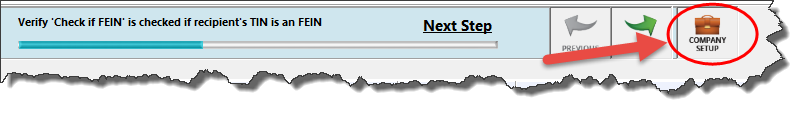 Verify 'Check if FEIN' is checked if recipient's TIN is an FEIN
Next Step
PREVIOUS
COMPANY
SETUP